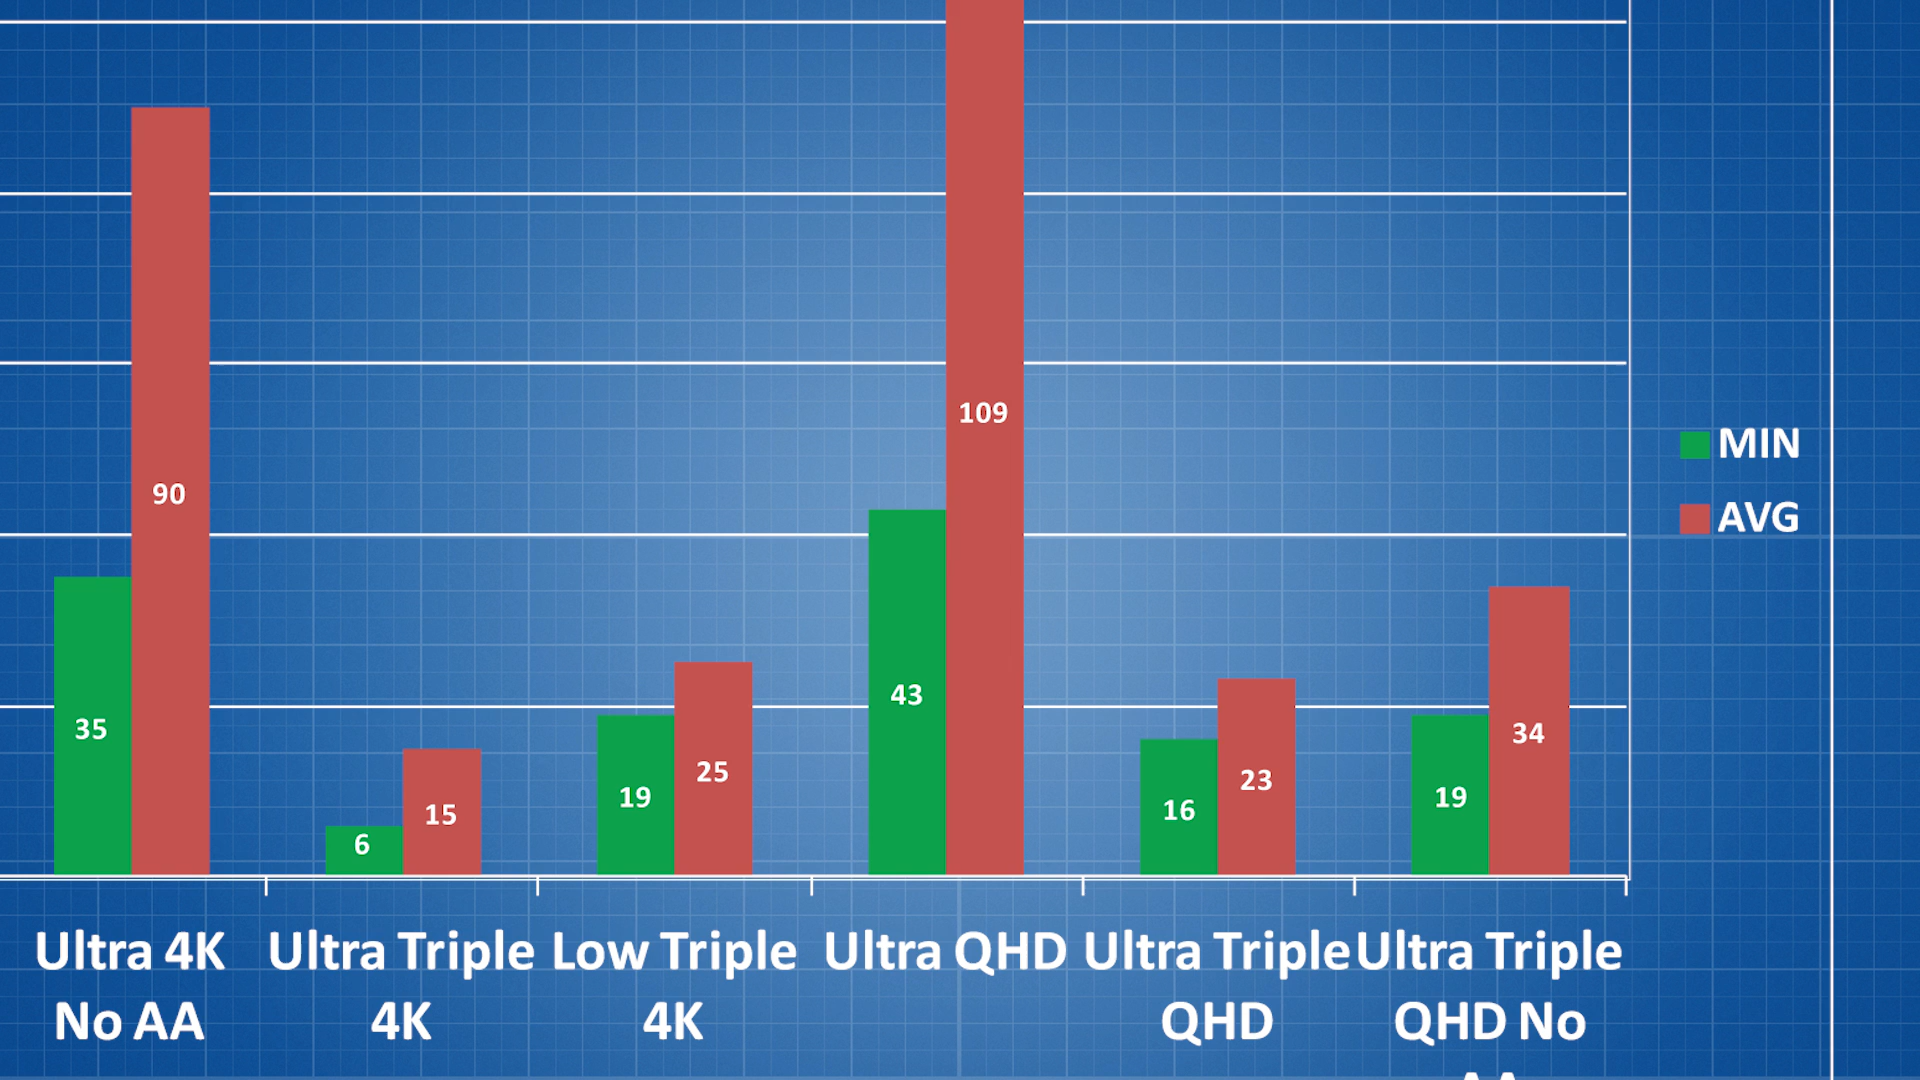 109
MIN
AVG
90
43
35
34
25
23
19
19
16
15
6
Ultra 4K
No AA
Ultra Triple
4K
Low Triple
4K
Ultra QHD
Ultra Triple
QHD
Ultra Triple
QHD No